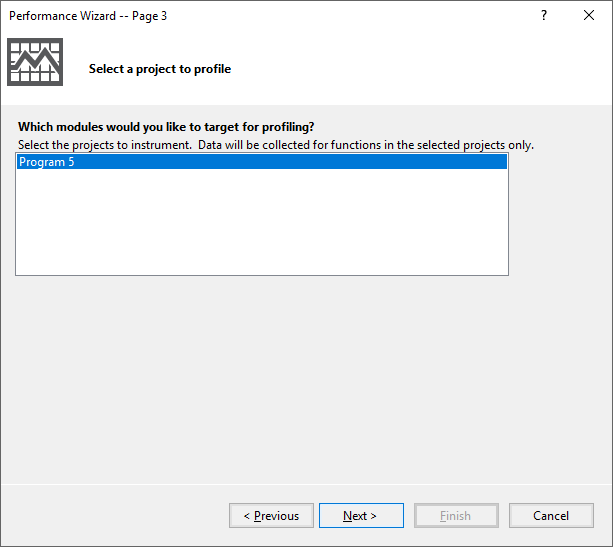 Performance Wizard -- Page 3
?
Select a project to profile
Which modules would you like to target for profiling?
Select the projects to instrument.  Data will be collected for functions in the selected projects only.
Program 5
< Previous
Next >
Finish
Cancel